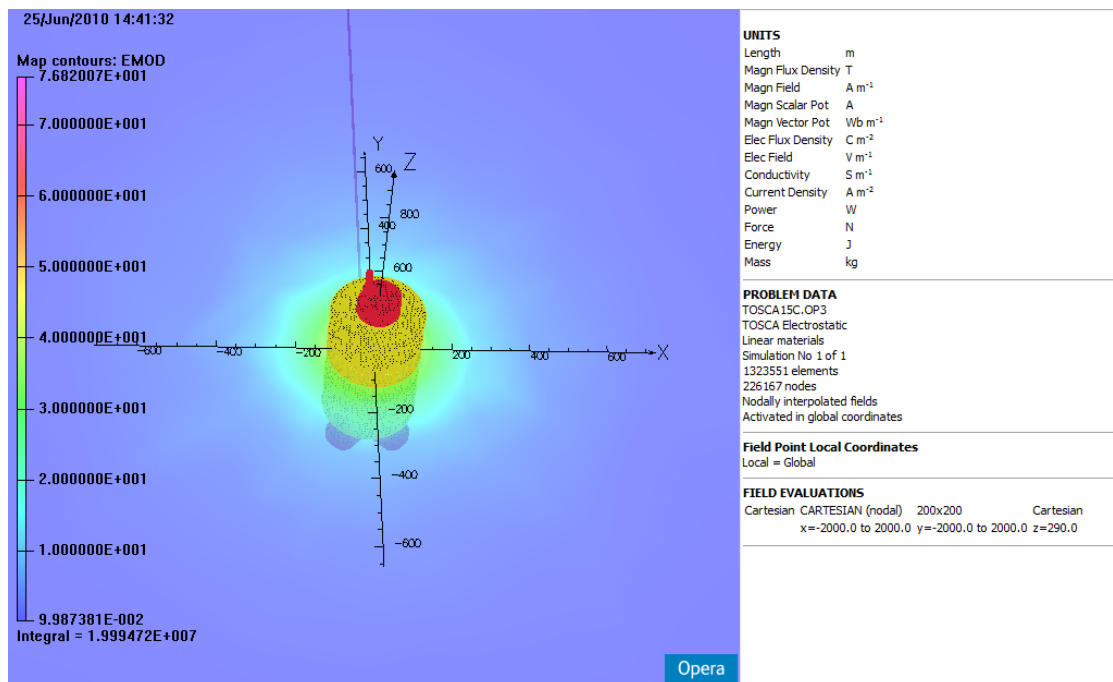 25/Jun/2010 14:41:32
Map contours: EMOD
7.682007E+001
7.000000E+001
6.000000E+001
5.000000E+001
4.000000E+001
3.000000E+001
2.000000E+001
1.000000E+001
9.987381E-002
Integral = 1.999472E+007
Y
Z
600
800
400
600
-600
-200
200
400
600
X
-200
-400
-600
Opera
UNITS
Length m
Magn Flux Density T
Magn Field A m⁻¹
Magn Scalar Pot A
Magn Vector Pot Wb m⁻¹
Elec Flux Density C m⁻²
Elec Field V m⁻¹
Conductivity S m⁻¹
Current Density A m⁻²
Power W
Force N
Energy J
Mass kg
PROBLEM DATA
TOSCA15C.OP3
TOSCA Electrostatic
Linear materials
Simulation No 1 of 1
1323551 elements
226167 nodes
Nodally interpolated fields
Activated in global coordinates
Field Point Local Coordinates
Local = Global
FIELD EVALUATIONS
Cartesian CARTESIAN (nodal) 200x200 Cartesian
x=-2000.0 to 2000.0 y=-2000.0 to 2000.0 z=290.0